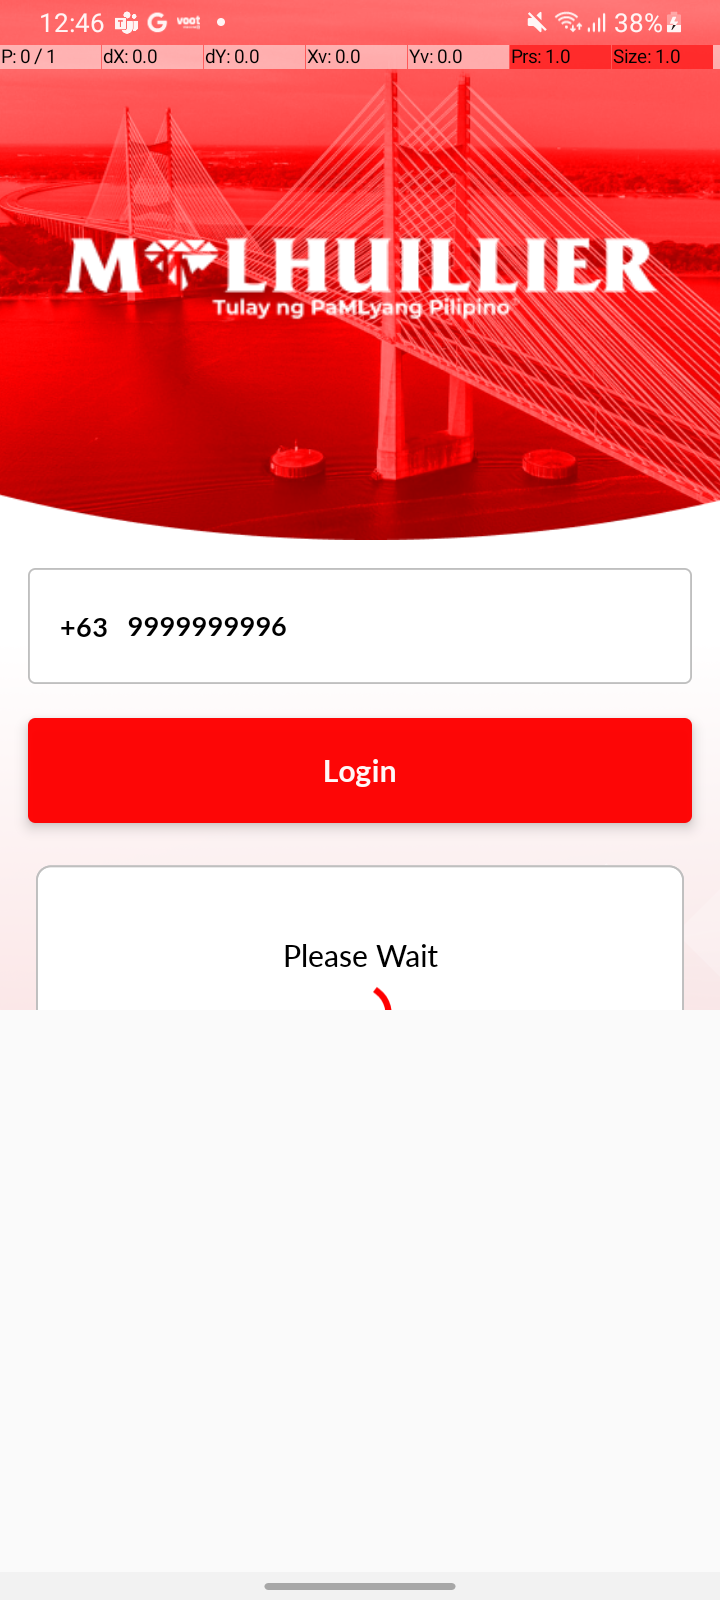 12:46 voot 38%
P: 0 / 1 dX: 0.0 dY: 0.0 Xv: 0.0 Yv: 0.0 Prs: 1.0 Size: 1.0
M LHUILLIER
Tulay ng PaMLyang Pilipino
+63 9999999996
Login
Please Wait